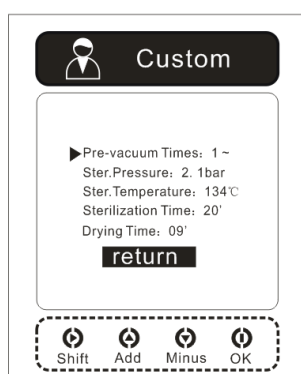 Custom
Pre-vacuum Times: 1 ~
Ster.Pressure: 2. 1bar
Ster.Temperature: 134℃
Sterilization Time: 20'
Drying Time: 09'
return
Shift Add Minus OK